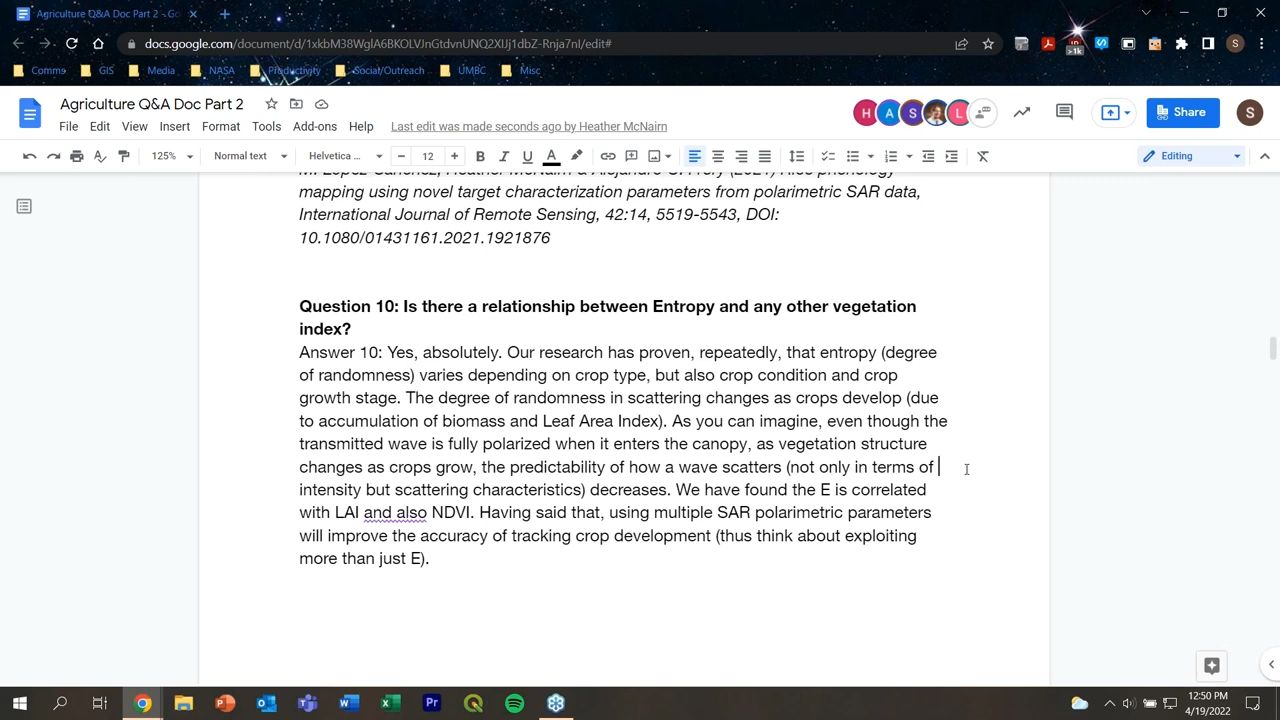 Agriculture Q&A Doc Part 2 - Go
docs.google.com/document/d/1xkbM38WglA6BKOLVJnGtdvnUNQ2XIJj1dbZ-Rnja7nI/edit#
>1k
S
Comms GIS Media NASA Productivity Social/Outreach UMBC Misc
Agriculture Q&A Doc Part 2
H A S L Share S
File Edit View Insert Format Tools Add-ons Help Last edit was made seconds ago by Heather McNairn
125% Normal text Helvetica ... 12 B I U A Editing
mapping using novel target characterization parameters from polarimetric SAR data,
International Journal of Remote Sensing, 42:14, 5519-5543, DOI:
10.1080/01431161.2021.1921876
Question 10: Is there a relationship between Entropy and any other vegetation
index?
Answer 10: Yes, absolutely. Our research has proven, repeatedly, that entropy (degree
of randomness) varies depending on crop type, but also crop condition and crop
growth stage. The degree of randomness in scattering changes as crops develop (due
to accumulation of biomass and Leaf Area Index). As you can imagine, even though the
transmitted wave is fully polarized when it enters the canopy, as vegetation structure
changes as crops grow, the predictability of how a wave scatters (not only in terms of
intensity but scattering characteristics) decreases. We have found the E is correlated
with LAI and also NDVI. Having said that, using multiple SAR polarimetric parameters
will improve the accuracy of tracking crop development (thus think about exploiting
more than just E).
12:50 PM
4/19/2022